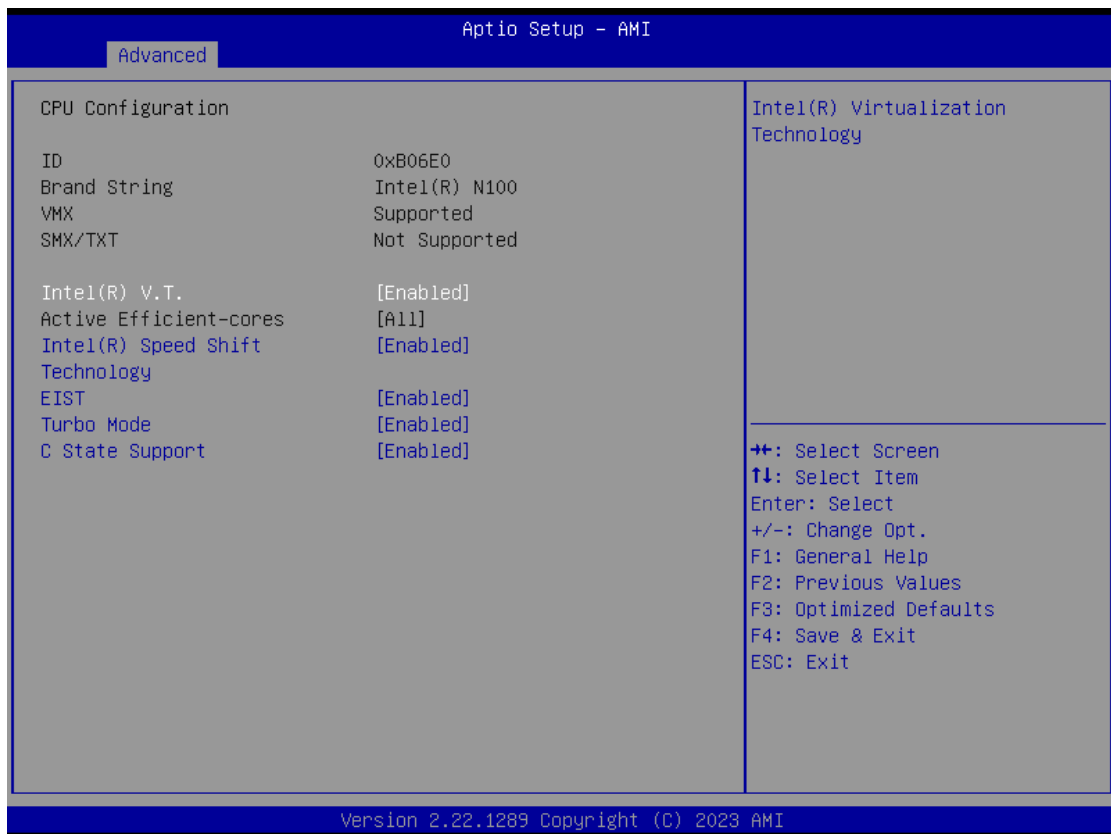 Aptio Setup – AMI
Advanced
CPU Configuration
ID 0xB06E0
Brand String Intel(R) N100
VMX Supported
SMX/TXT Not Supported
Intel(R) V.T. [Enabled]
Active Efficient-cores [All]
Intel(R) Speed Shift [Enabled]
Technology
EIST [Enabled]
Turbo Mode [Enabled]
C State Support [Enabled]
Intel(R) Virtualization
Technology
→←: Select Screen
↑↓: Select Item
Enter: Select
+/-: Change Opt.
F1: General Help
F2: Previous Values
F3: Optimized Defaults
F4: Save & Exit
ESC: Exit
Version 2.22.1289 Copyright (C) 2023 AMI